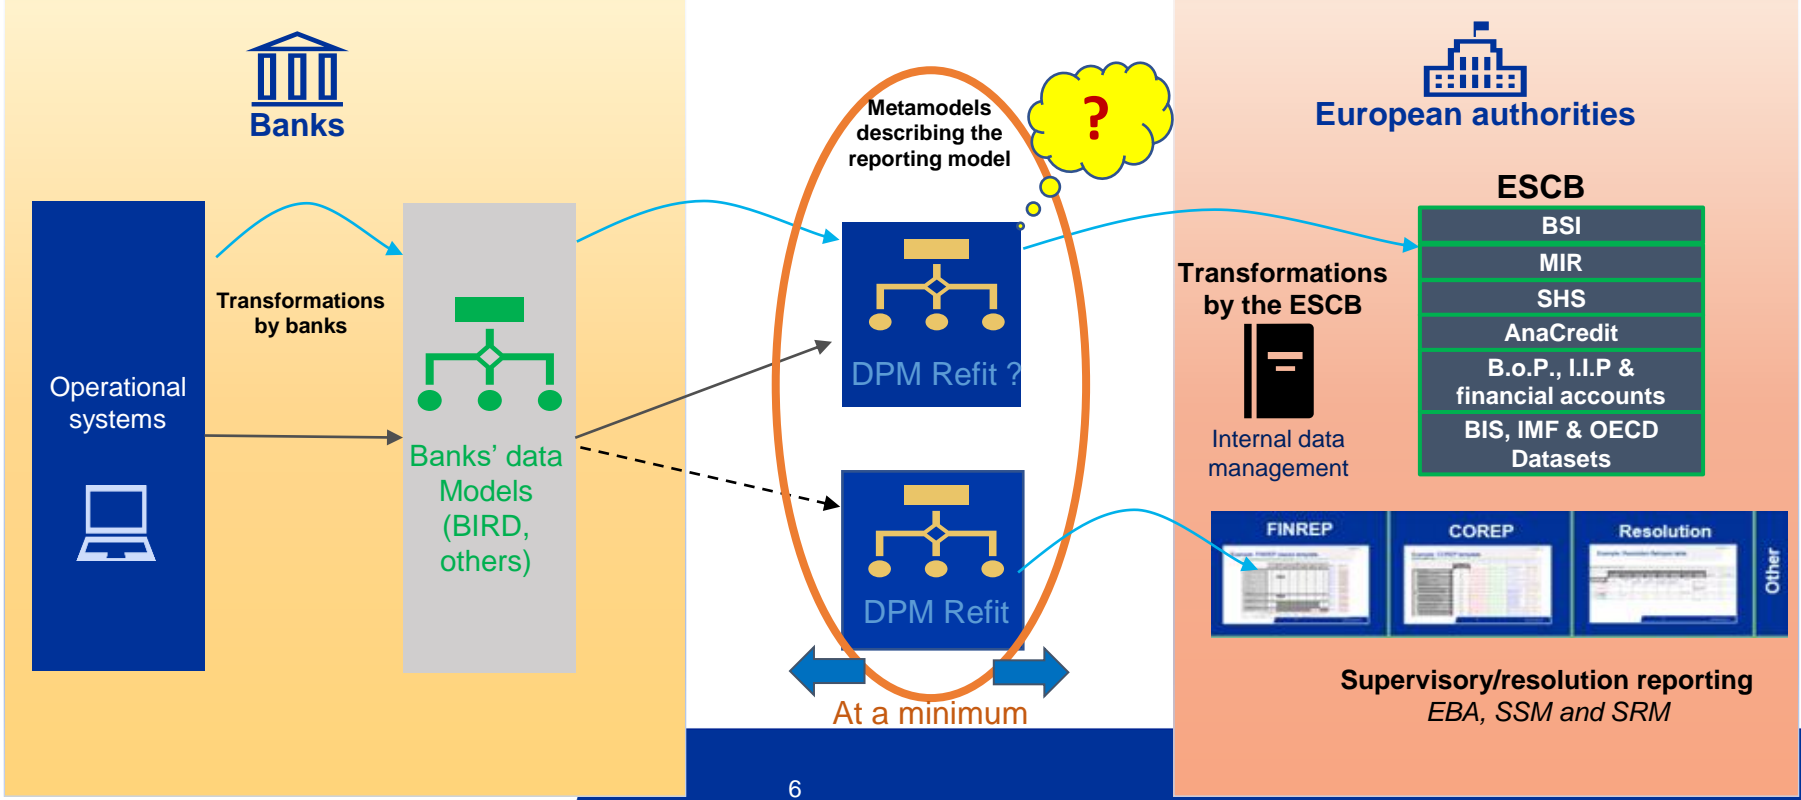 Banks
Operational
systems
Transformations
by banks
Banks’ data
Models
(BIRD,
others)
Metamodels
describing the
reporting model
?
DPM Refit ?
DPM Refit
At a minimum
European authorities
ESCB
BSI
MIR
SHS
AnaCredit
B.o.P., I.I.P &
financial accounts
BIS, IMF & OECD
Datasets
Transformations
by the ESCB
Internal data
management
FINREP
COREP
Resolution
Other
Supervisory/resolution reporting
EBA, SSM and SRM
6